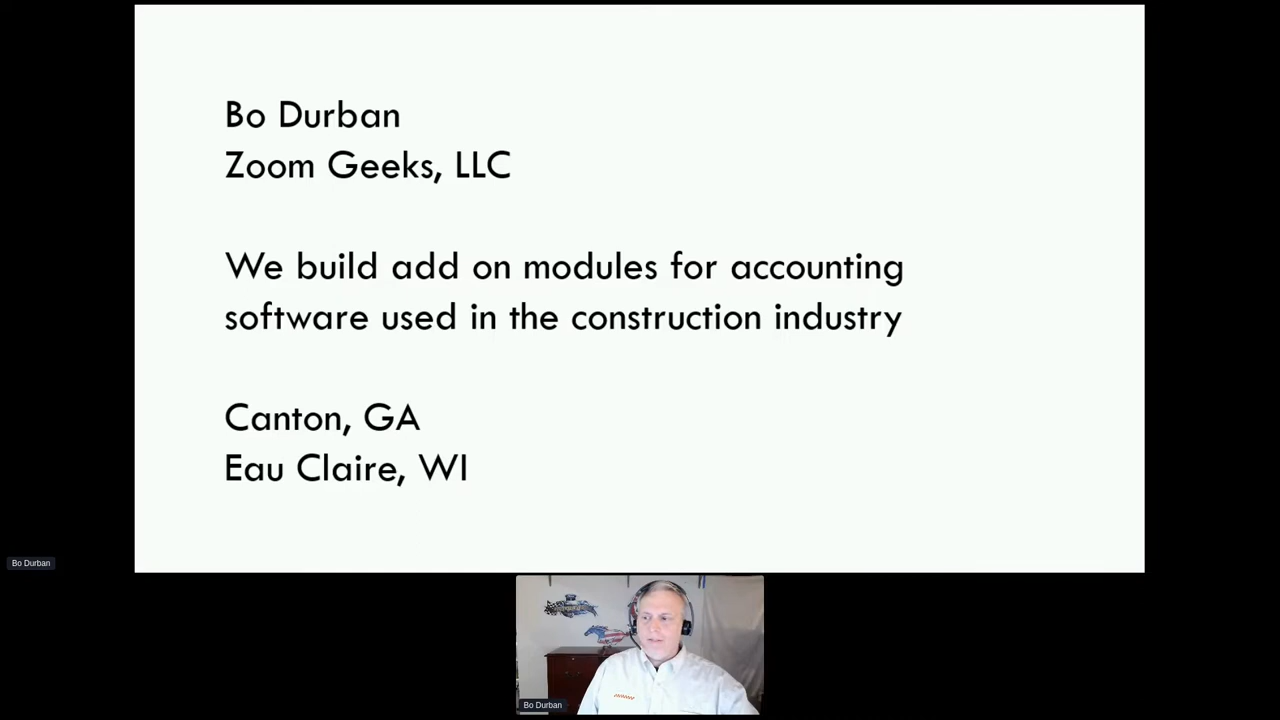 Bo Durban
Zoom Geeks, LLC
We build add on modules for accounting
software used in the construction industry
Canton, GA
Eau Claire, WI
Bo Durban
Bo Durban